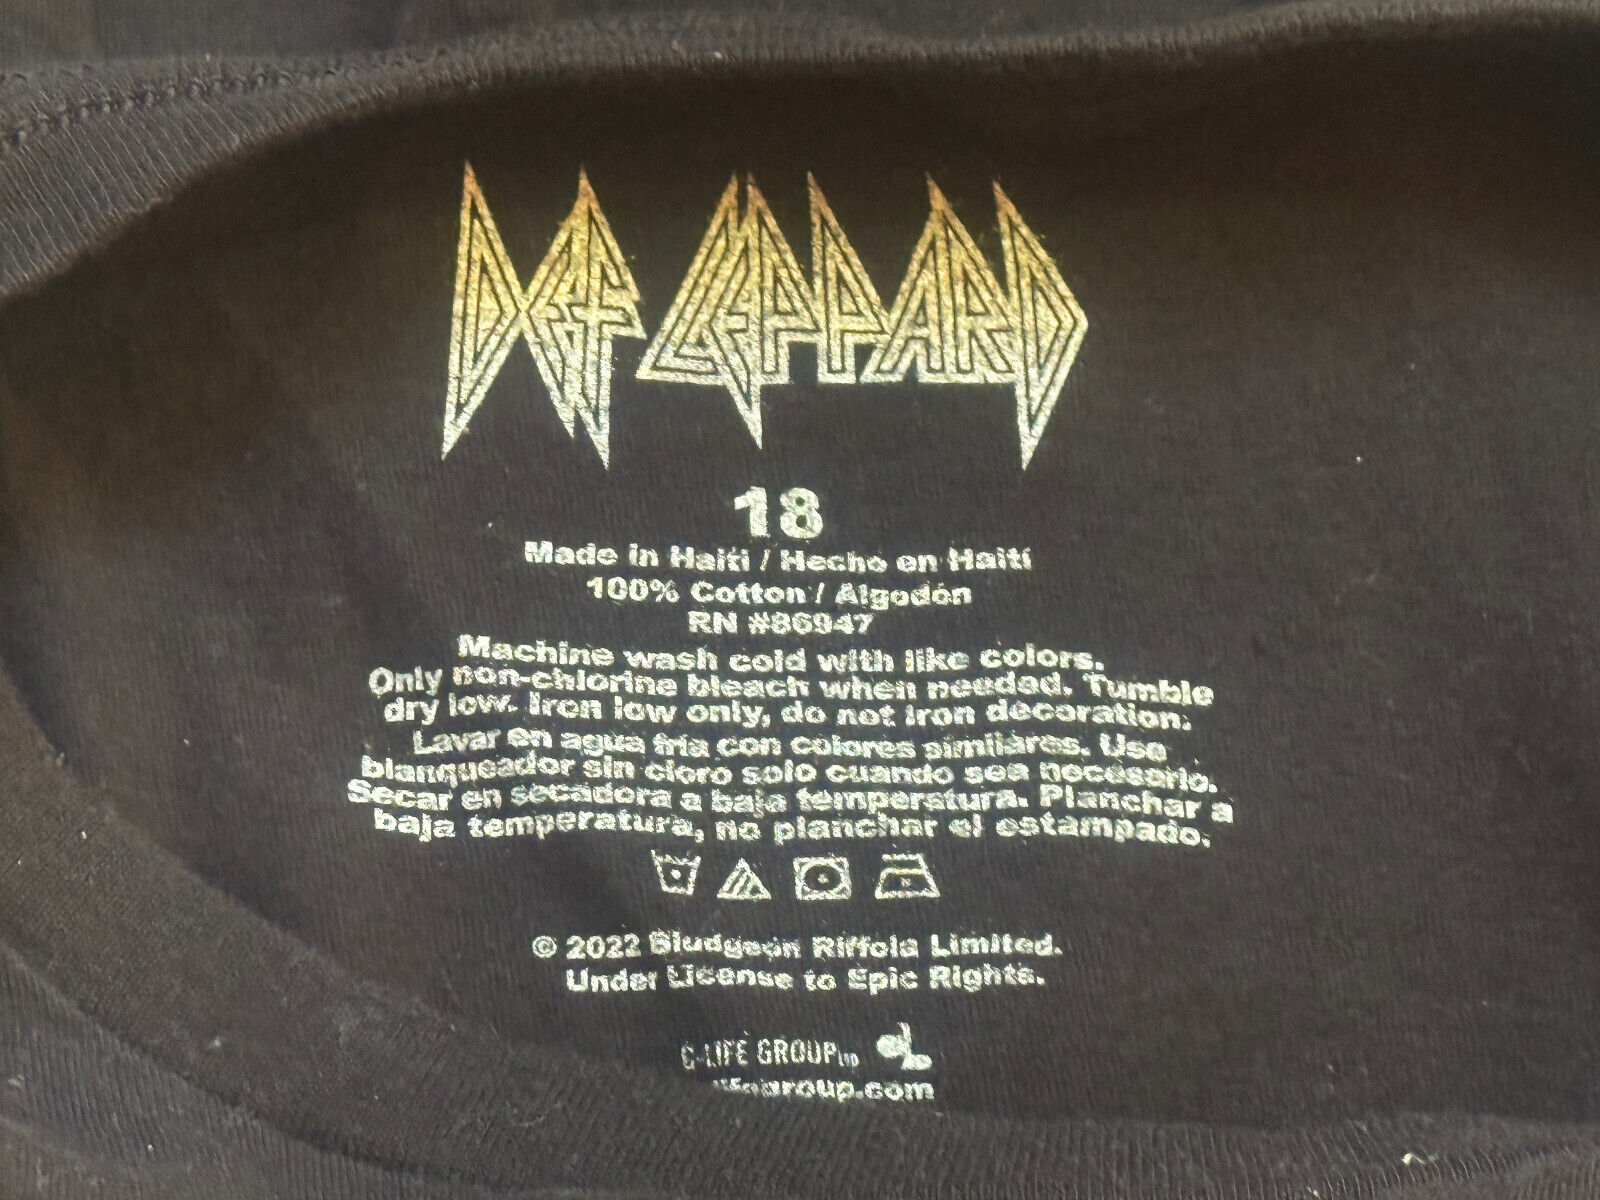 DEF LEPPARD
18
Made in Haiti / Hecho en Haití
100% Cotton / Algodón
RN #86947
Machine wash cold with like colors.
Only non-chlorine bleach when needed. Tumble
dry low. Iron low only, do not iron decoration.
Lavar en agua fria con colores similares. Use
blanqueador sin cloro solo cuando sea necesario.
Secar en secadora a baja temperatura. Planchar a
baja temperatura, no planchar el estampado.
© 2022 Bludgeon Riffola Limited.
Under License to Epic Rights.
C-LIFE GROUP LTD